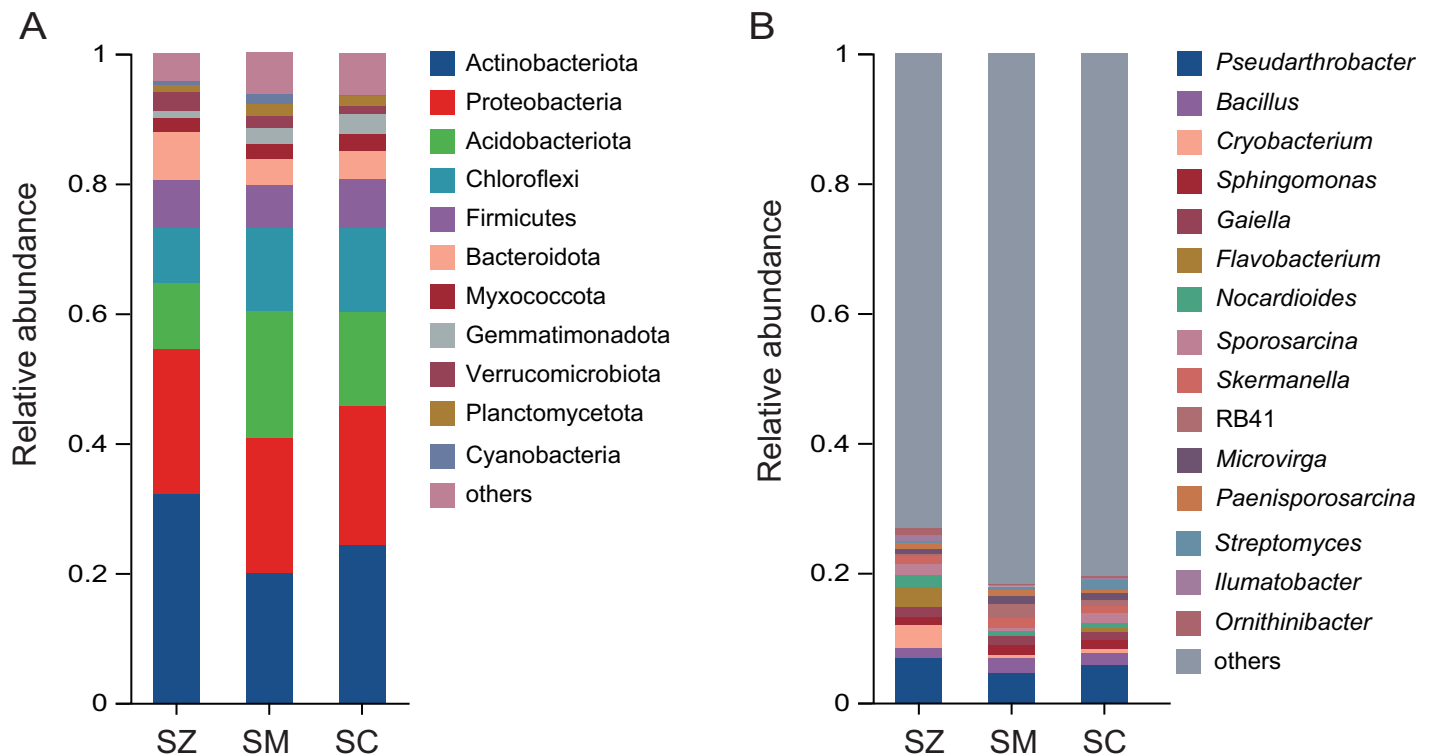 A
Relative abundance
1
0.8
0.6
0.4
0.2
0
SZ SM SC
Actinobacteriota
Proteobacteria
Acidobacteriota
Chloroflexi
Firmicutes
Bacteroidota
Myxococcota
Gemmatimonadota
Verrucomicrobiota
Planctomycetota
Cyanobacteria
others
B
Relative abundance
1
0.8
0.6
0.4
0.2
0
SZ SM SC
Pseudarthrobacter
Bacillus
Cryobacterium
Sphingomonas
Gaiella
Flavobacterium
Nocardioides
Sporosarcina
Skermanella
RB41
Microvirga
Paenisporosarcina
Streptomyces
Ilumatobacter
Ornithinibacter
others